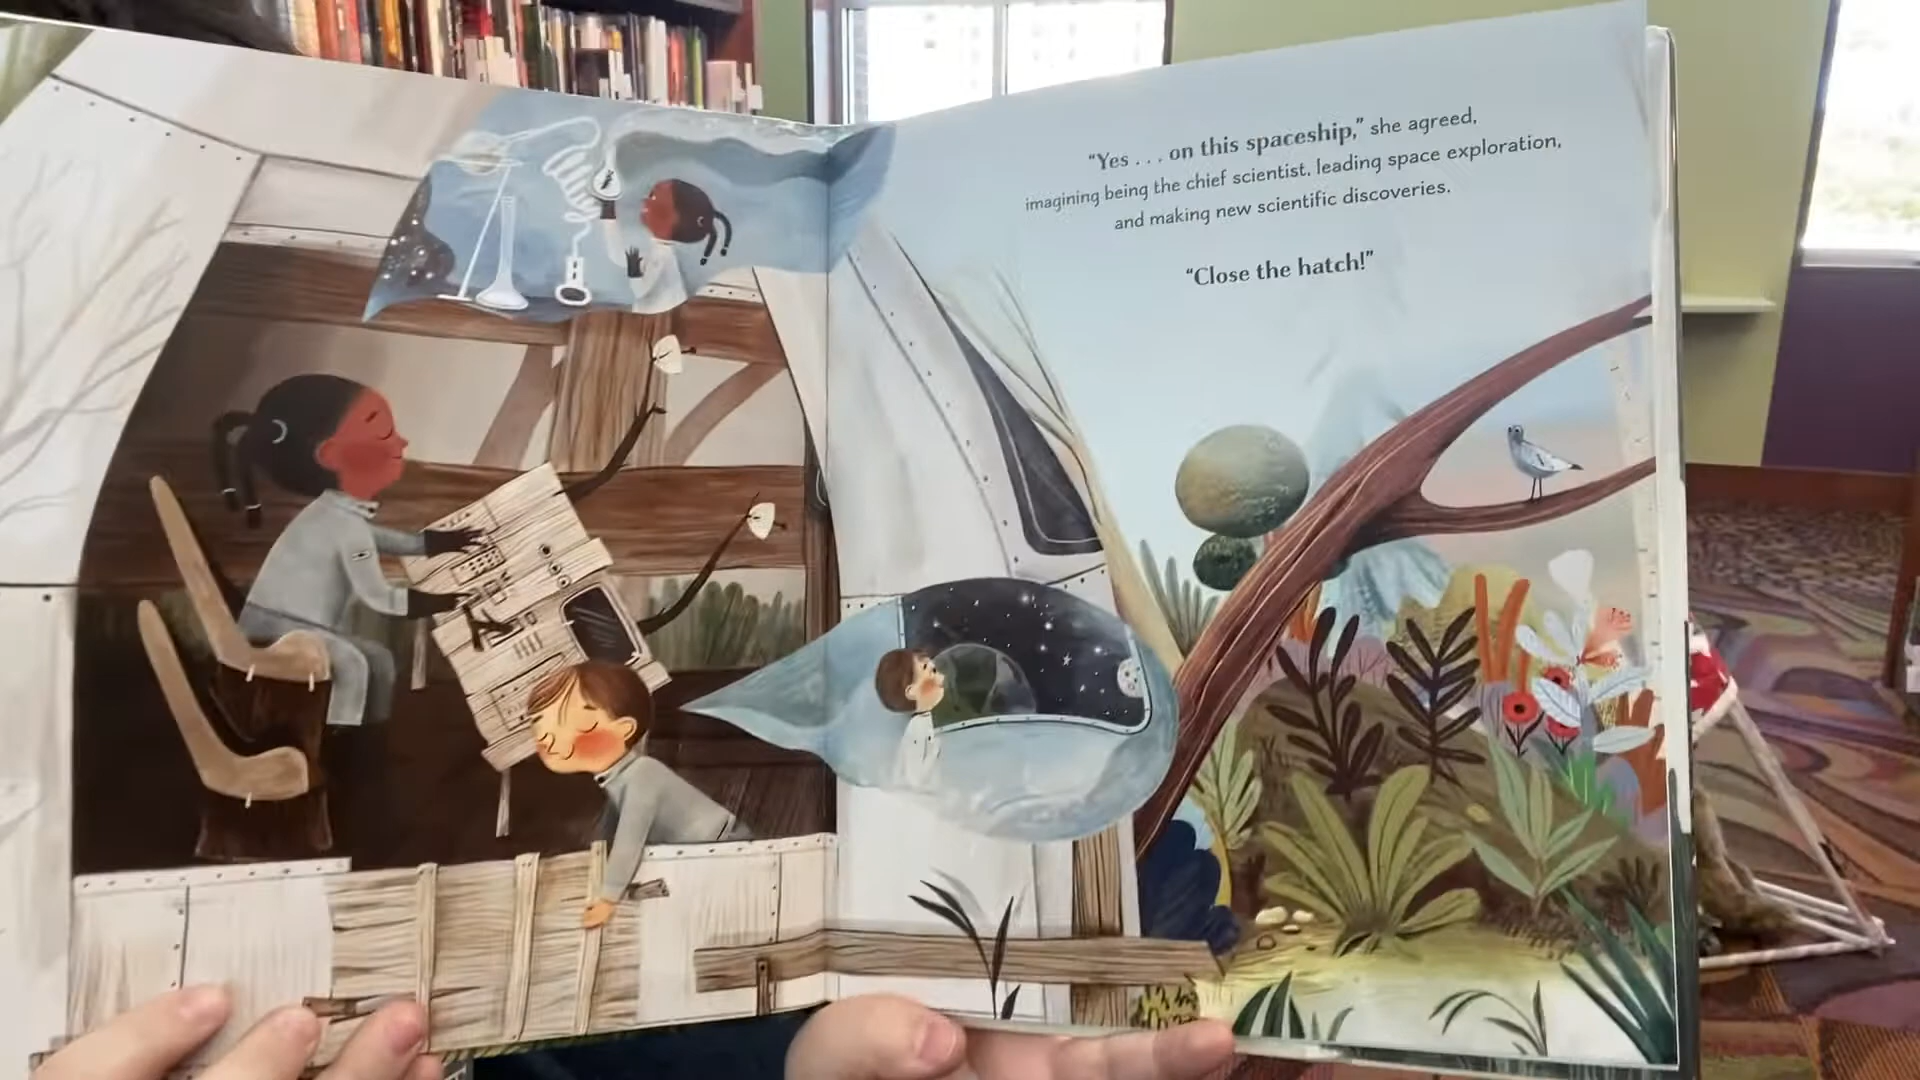 “Yes . . . on this spaceship,” she agreed,
imagining being the chief scientist, leading space exploration,
and making new scientific discoveries.
“Close the hatch!”